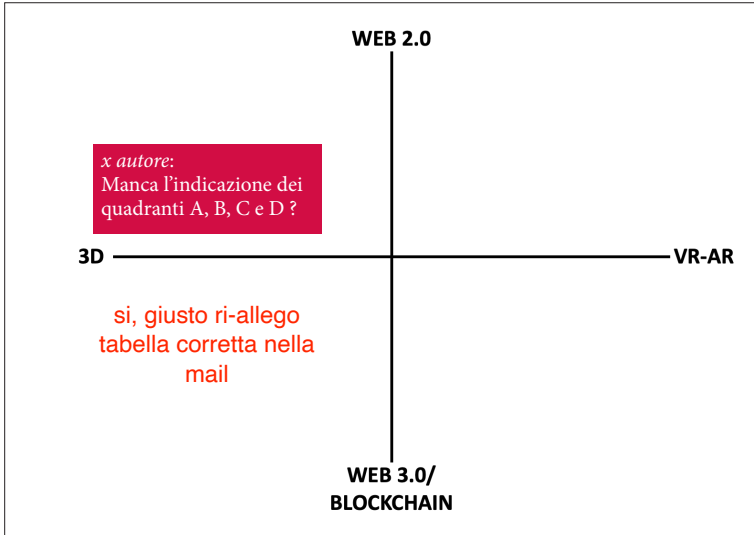 WEB 2.0
x autore:
Manca l'indicazione dei
quadranti A, B, C e D ?
3D
VR-AR
si, giusto ri-allego
tabella corretta nella
mail
WEB 3.0/
BLOCKCHAIN